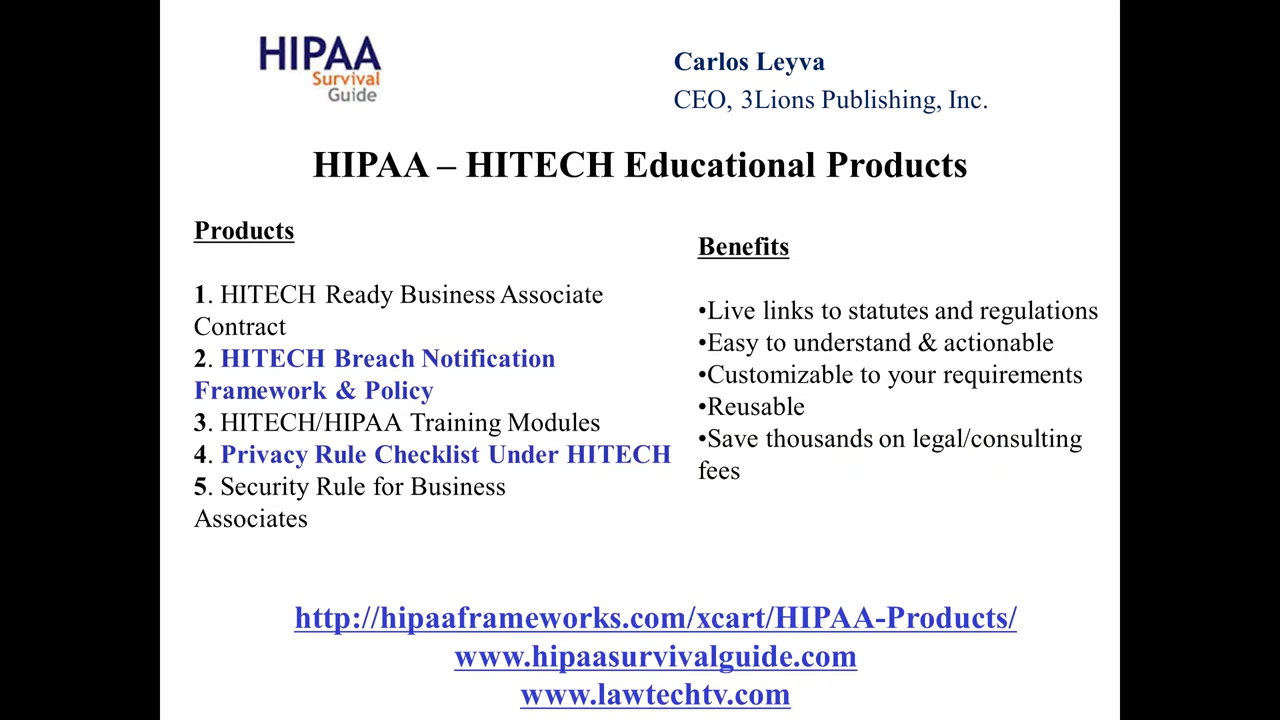 HIPAA
Survival
Guide
Carlos Leyva
CEO, 3Lions Publishing, Inc.
HIPAA – HITECH Educational Products
Products
1. HITECH Ready Business Associate
Contract
2. HITECH Breach Notification
Framework & Policy
3. HITECH/HIPAA Training Modules
4. Privacy Rule Checklist Under HITECH
5. Security Rule for Business
Associates
Benefits
•Live links to statutes and regulations
•Easy to understand & actionable
•Customizable to your requirements
•Reusable
•Save thousands on legal/consulting
fees
http://hipaaframeworks.com/xcart/HIPAA-Products/
www.hipaasurvivalguide.com
www.lawtechtv.com